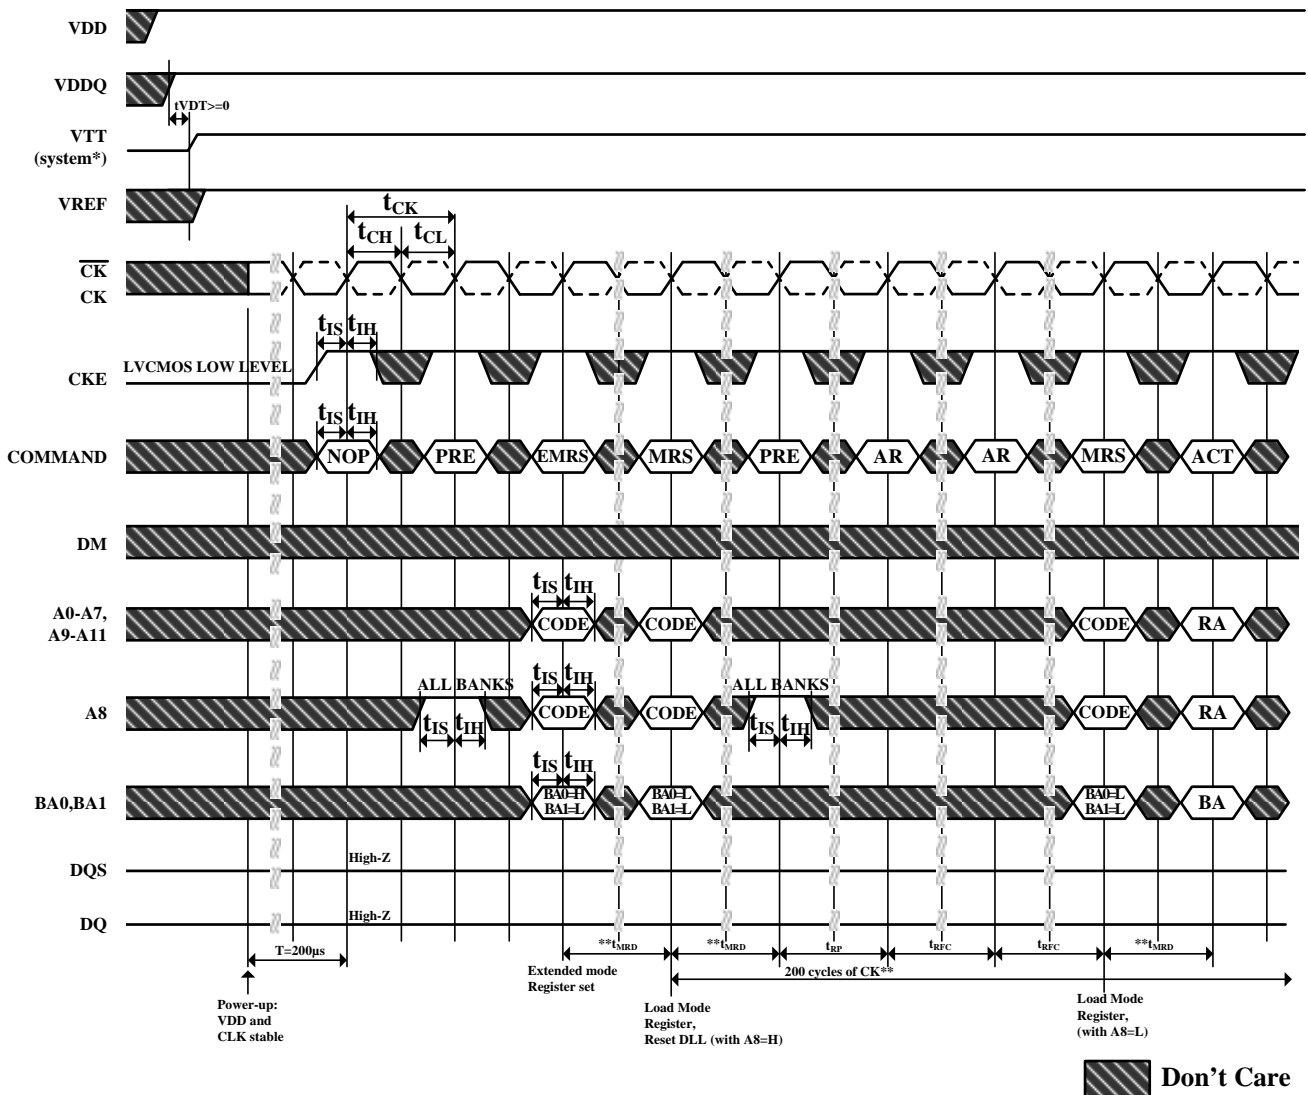 VDD
VDDQ
tVDT>=0
VTT
(system*)
VREF
tCK
tCH tCL
CK
CK
tIS tIH
LVCMOS LOW LEVEL
CKE
tIS tIH
COMMAND NOP PRE EMRS MRS PRE AR AR MRS ACT
DM
tIS tIH
A0-A7,
A9-A11
CODE CODE CODE RA
ALL BANKS tIS tIH ALL BANKS
A8 CODE CODE CODE RA
tIS tIH tIS tIH
tIS tIH
BA0,BA1 BA0=H BA0=L BA0=L BA
BA1=L BA1=L BA1=L
High-Z
DQS
High-Z
DQ
T=200µs **tMRD **tMRD tRP tRFC tRFC **tMRD
Extended mode
Register set
200 cycles of CK**
Power-up:
VDD and
CLK stable
Load Mode
Register,
Reset DLL (with A8=H)
Load Mode
Register,
(with A8=L)
Don't Care